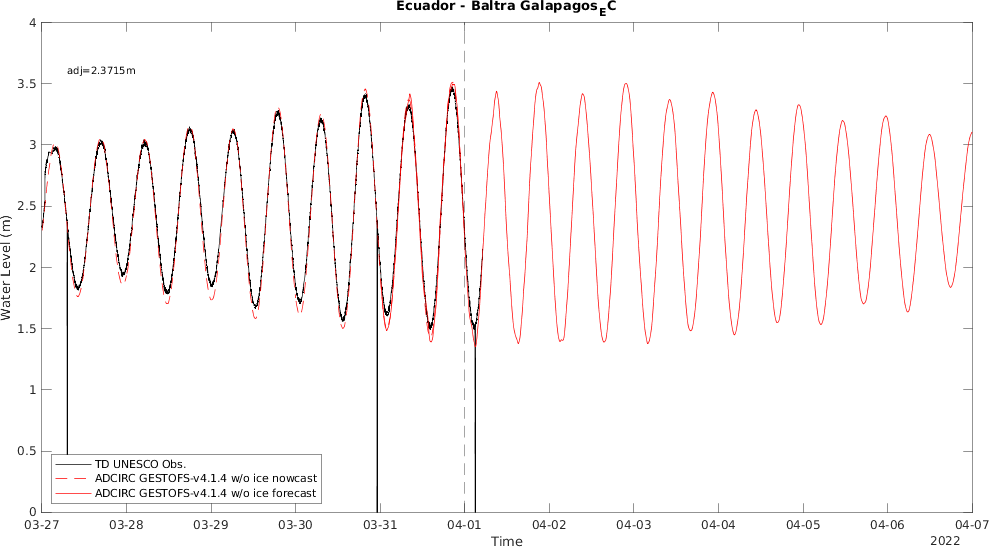 Ecuador - Baltra GalapagosEC
4
adj=2.3715m
3.5
3
2.5
2
1.5
1
0.5
0
Water Level (m)
TD UNESCO Obs.
ADCIRC GESTOFS-v4.1.4 w/o ice nowcast
ADCIRC GESTOFS-v4.1.4 w/o ice forecast
03-27 03-28 03-29 03-30 03-31 04-01 04-02 04-03 04-04 04-05 04-06 04-07
Time
2022